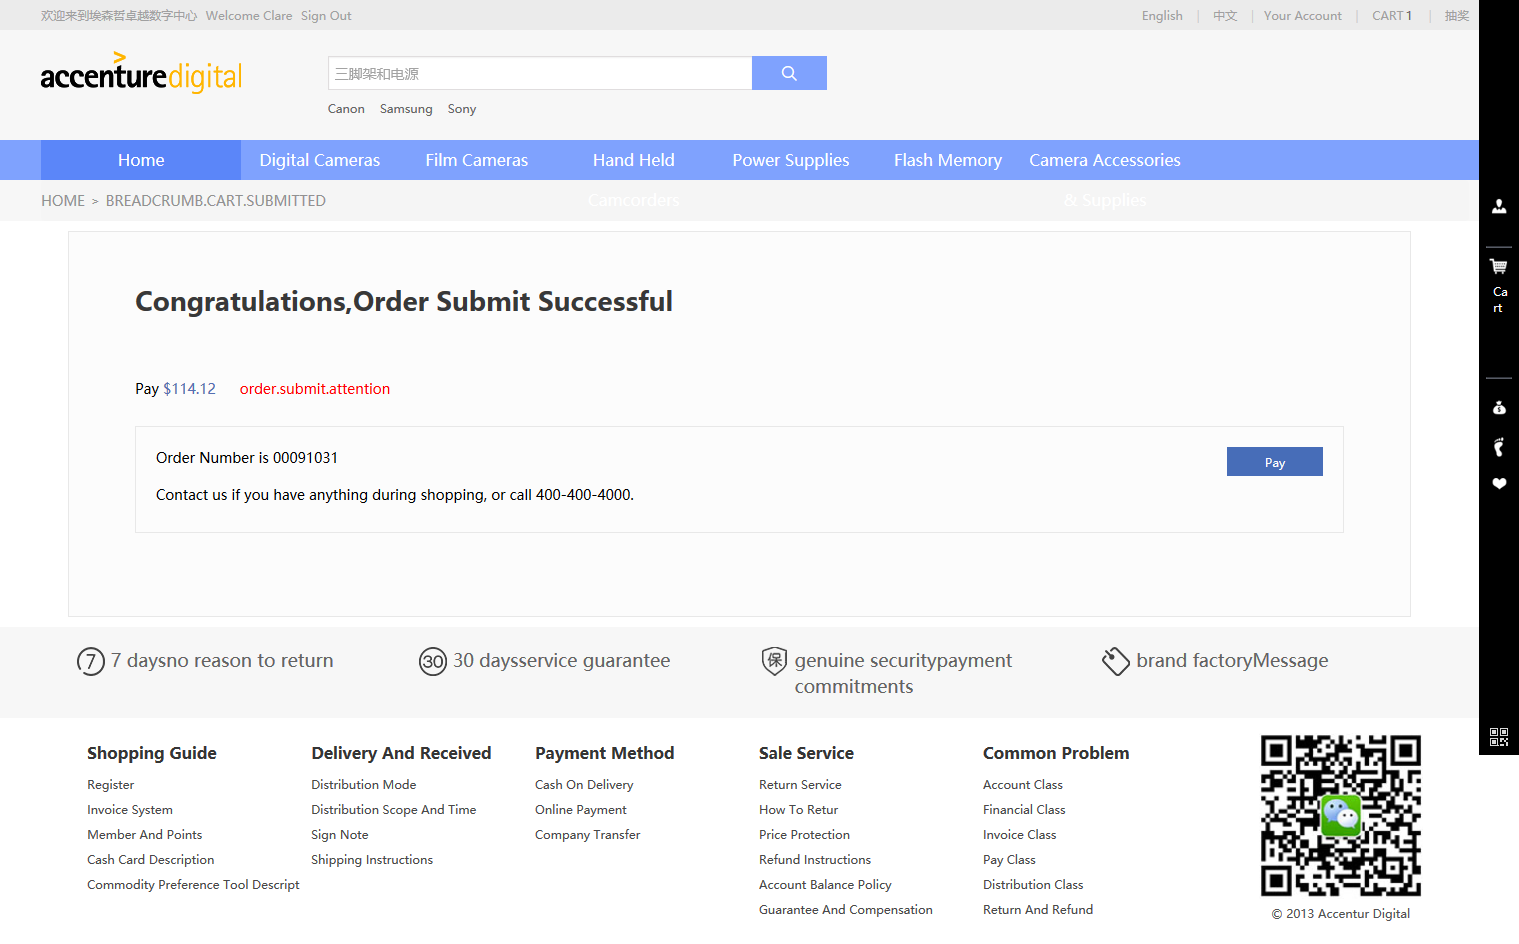 欢迎来到埃森哲卓越数字中心 Welcome Clare Sign Out
English | 中文 | Your Account | CART 1 | 抽奖
accenturedigital
三脚架和电源
Canon Samsung Sony
Home Digital Cameras Film Cameras Hand Held Camcorders Power Supplies Flash Memory Camera Accessories & Supplies
HOME > BREADCRUMB.CART.SUBMITTED
Ca
rt
Congratulations,Order Submit Successful
Pay $114.12 order.submit.attention
Order Number is 00091031
Pay
Contact us if you have anything during shopping, or call 400-400-4000.
7 7 daysno reason to return
30 30 daysservice guarantee
保 genuine securitypayment
commitments
brand factoryMessage
Shopping Guide
Register
Invoice System
Member And Points
Cash Card Description
Commodity Preference Tool Descript
Delivery And Received
Distribution Mode
Distribution Scope And Time
Sign Note
Shipping Instructions
Payment Method
Cash On Delivery
Online Payment
Company Transfer
Sale Service
Return Service
How To Retur
Price Protection
Refund Instructions
Account Balance Policy
Guarantee And Compensation
Common Problem
Account Class
Financial Class
Invoice Class
Pay Class
Distribution Class
Return And Refund
© 2013 Accentur Digital